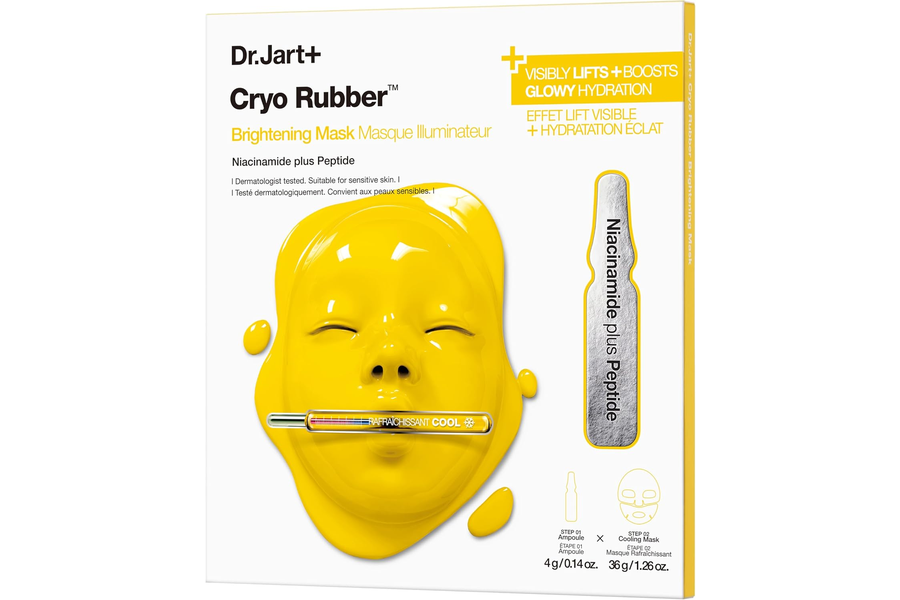 Dr.Jart+
Cryo Rubber™
Brightening Mask Masque Illuminateur
Niacinamide plus Peptide
| Dermatologist tested. Suitable for sensitive skin. |
| Testé dermatologiquement. Convient aux peaux sensibles. |
VISIBLY LIFTS + BOOSTS
GLOWY HYDRATION
EFFET LIFT VISIBLE
+ HYDRATATION ÉCLAT
Niacinamide plus Peptide
RAFRAÎCHISSANT COOL
STEP 01
Ampoule
ÉTAPE 01
Ampoule
4 g / 0.14 oz.
×
STEP 02
Cooling Mask
ÉTAPE 02
Masque Rafraîchissant
36 g / 1.26 oz.
Dr.Jart+ Cryo Rubber Brightening Mask